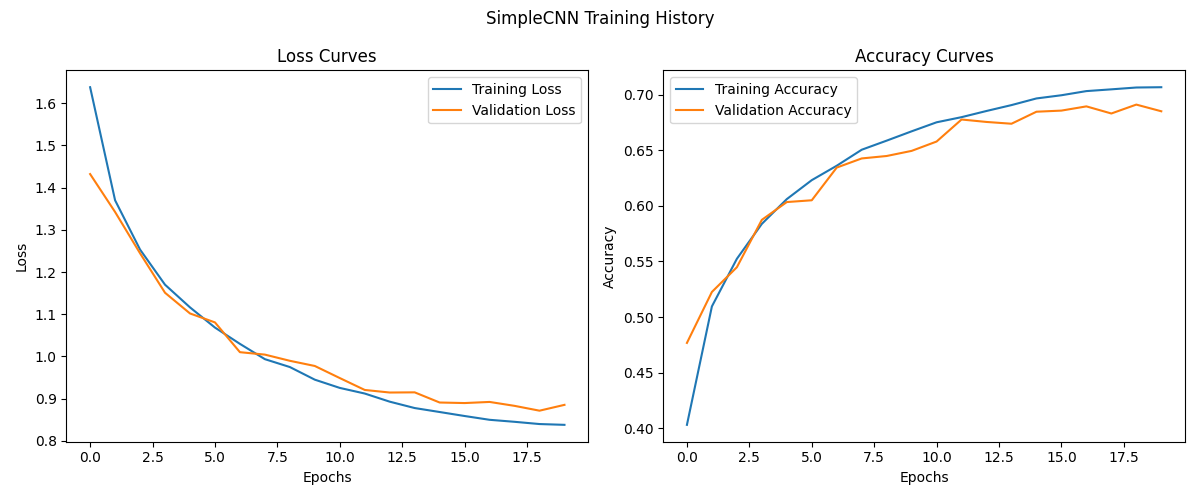 SimpleCNN Training History
Loss Curves
Training Loss
Validation Loss
1.6
1.5
1.4
1.3
1.2
1.1
1.0
0.9
0.8
Loss
0.0 2.5 5.0 7.5 10.0 12.5 15.0 17.5
Epochs
Accuracy Curves
Training Accuracy
Validation Accuracy
0.70
0.65
0.60
0.55
0.50
0.45
0.40
Accuracy
0.0 2.5 5.0 7.5 10.0 12.5 15.0 17.5
Epochs